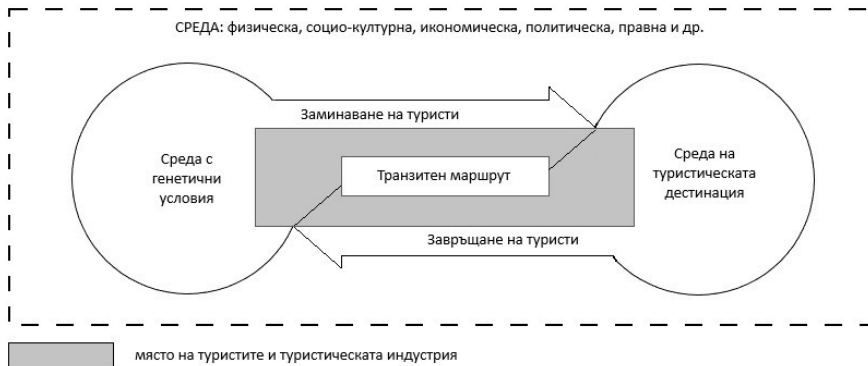 СРЕДА: физическа, социо-културна, икономическа, политическа, правна и др.
Заминаване на туристи
Среда с
генетични
условия
Транзитен маршрут
Среда на
туристическата
дестинация
Завръщане на туристи
място на туристите и туристическата индустрия